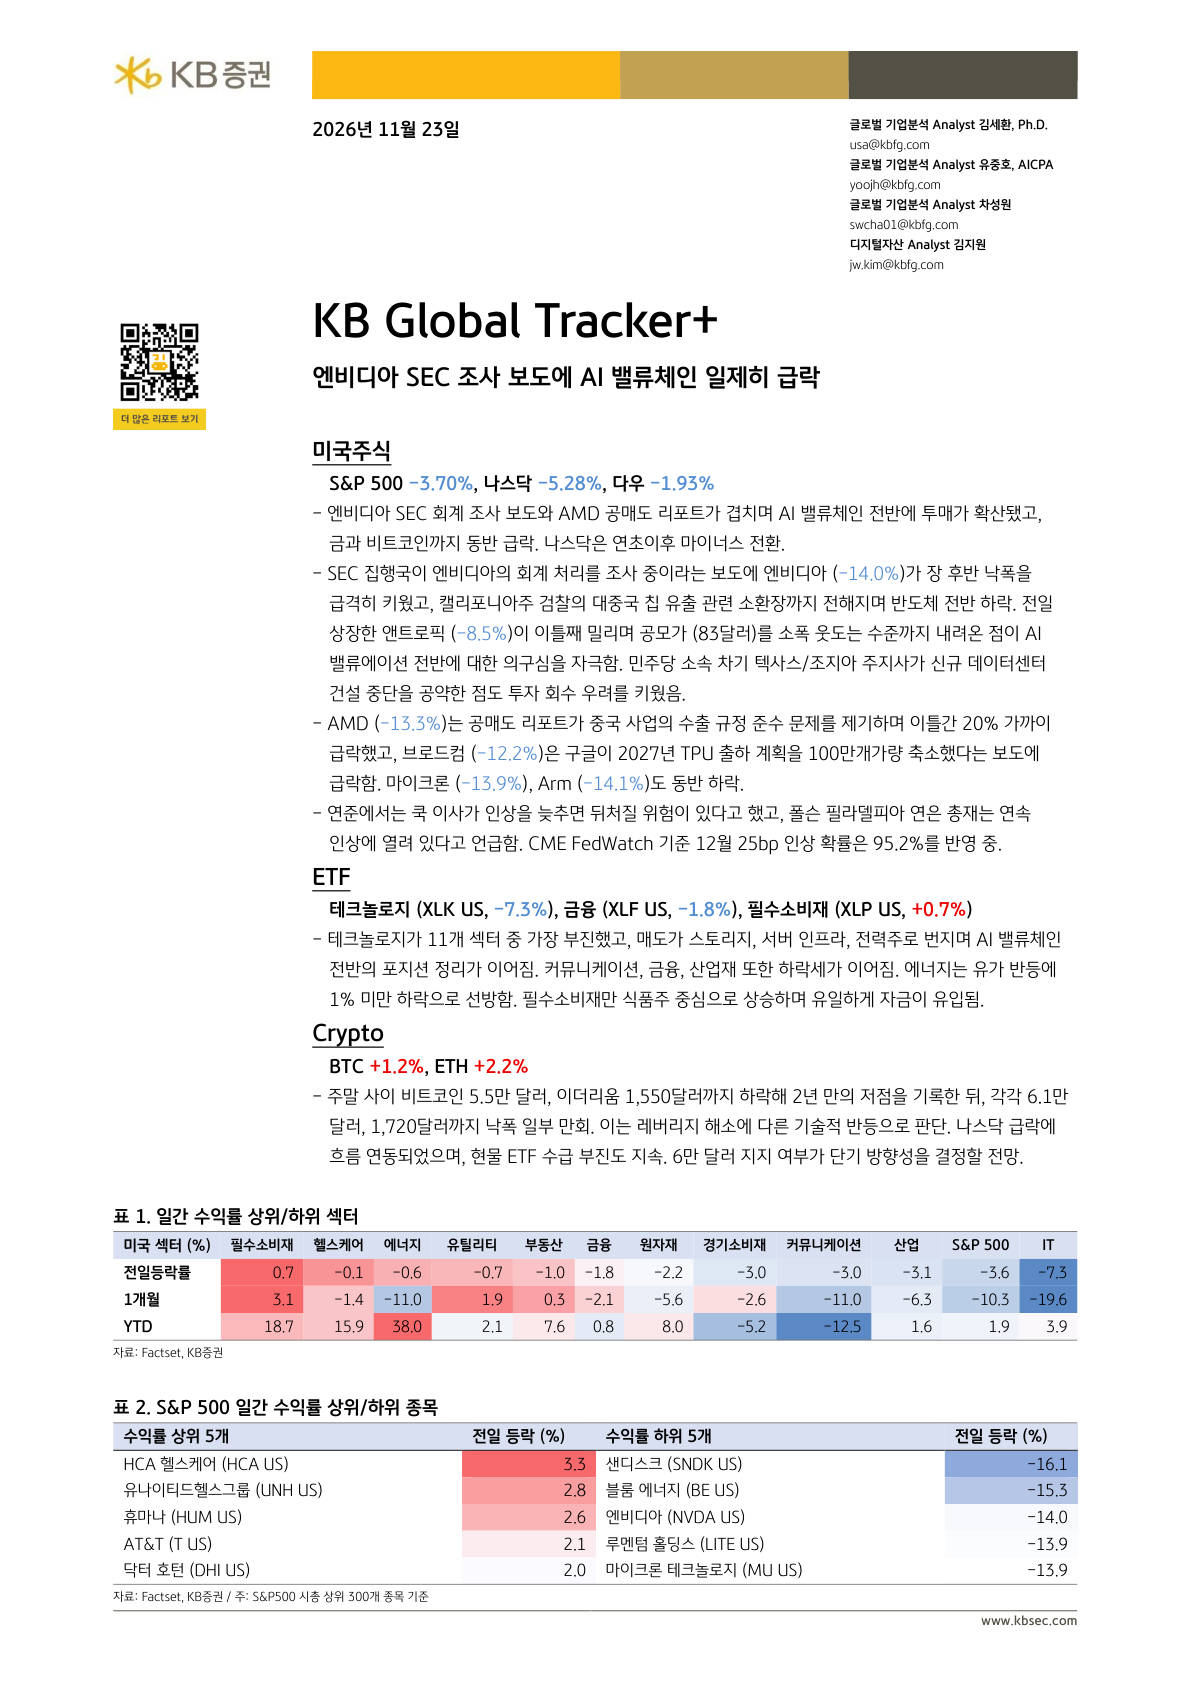 KB증권
2026년 11월 23일
글로벌 기업분석 Analyst 김세환, Ph.D.
usa@kbfg.com
글로벌 기업분석 Analyst 유중호, AICPA
yoojh@kbfg.com
글로벌 기업분석 Analyst 차성원
swcha01@kbfg.com
디지털자산 Analyst 김지원
jw.kim@kbfg.com
KB Global Tracker+
엔비디아 SEC 조사 보도에 AI 밸류체인 일제히 급락
더 많은 리포트 보기
미국주식
S&P 500 -3.70%, 나스닥 -5.28%, 다우 -1.93%
- 엔비디아 SEC 회계 조사 보도와 AMD 공매도 리포트가 겹치며 AI 밸류체인 전반에 투매가 확산됐고,
금과 비트코인까지 동반 급락. 나스닥은 연초이후 마이너스 전환.
- SEC 집행국이 엔비디아의 회계 처리를 조사 중이라는 보도에 엔비디아 (-14.0%)가 장 후반 낙폭을
급격히 키웠고, 캘리포니아주 검찰의 대중국 칩 유출 관련 소환장까지 전해지며 반도체 전반 하락. 전일
상장한 앤트로픽 (-8.5%)이 이틀째 밀리며 공모가 (83달러)를 소폭 웃도는 수준까지 내려온 점이 AI
밸류에이션 전반에 대한 의구심을 자극함. 민주당 소속 차기 텍사스/조지아 주지사가 신규 데이터센터
건설 중단을 공약한 점도 투자 회수 우려를 키웠음.
- AMD (-13.3%)는 공매도 리포트가 중국 사업의 수출 규정 준수 문제를 제기하며 이틀간 20% 가까이
급락했고, 브로드컴 (-12.2%)은 구글이 2027년 TPU 출하 계획을 100만개가량 축소했다는 보도에
급락함. 마이크론 (-13.9%), Arm (-14.1%)도 동반 하락.
- 연준에서는 쿡 이사가 인상을 늦추면 뒤처질 위험이 있다고 했고, 폴슨 필라델피아 연은 총재는 연속
인상에 열려 있다고 언급함. CME FedWatch 기준 12월 25bp 인상 확률은 95.2%를 반영 중.
ETF
테크놀로지 (XLK US, -7.3%), 금융 (XLF US, -1.8%), 필수소비재 (XLP US, +0.7%)
- 테크놀로지가 11개 섹터 중 가장 부진했고, 매도가 스토리지, 서버 인프라, 전력주로 번지며 AI 밸류체인
전반의 포지션 정리가 이어짐. 커뮤니케이션, 금융, 산업재 또한 하락세가 이어짐. 에너지는 유가 반등에
1% 미만 하락으로 선방함. 필수소비재만 식품주 중심으로 상승하며 유일하게 자금이 유입됨.
Crypto
BTC +1.2%, ETH +2.2%
- 주말 사이 비트코인 5.5만 달러, 이더리움 1,550달러까지 하락해 2년 만의 저점을 기록한 뒤, 각각 6.1만
달러, 1,720달러까지 낙폭 일부 만회. 이는 레버리지 해소에 다른 기술적 반등으로 판단. 나스닥 급락에
흐름 연동되었으며, 현물 ETF 수급 부진도 지속. 6만 달러 지지 여부가 단기 방향성을 결정할 전망.
표 1. 일간 수익률 상위/하위 섹터
미국 섹터 (%) 필수소비재 헬스케어 에너지 유틸리티 부동산 금융 원자재 경기소비재 커뮤니케이션 산업 S&P 500 IT
전일등락률 0.7 -0.1 -0.6 -0.7 -1.0 -1.8 -2.2 -3.0 -3.0 -3.1 -3.6 -7.3
1개월 3.1 -1.4 -11.0 1.9 0.3 -2.1 -5.6 -2.6 -11.0 -6.3 -10.3 -19.6
YTD 18.7 15.9 38.0 2.1 7.6 0.8 8.0 -5.2 -12.5 1.6 1.9 3.9
자료: Factset, KB증권
표 2. S&P 500 일간 수익률 상위/하위 종목
수익률 상위 5개 전일 등락 (%) 수익률 하위 5개 전일 등락 (%)
HCA 헬스케어 (HCA US) 3.3 샌디스크 (SNDK US) -16.1
유나이티드헬스그룹 (UNH US) 2.8 블룸 에너지 (BE US) -15.3
휴마나 (HUM US) 2.6 엔비디아 (NVDA US) -14.0
AT&T (T US) 2.1 루멘텀 홀딩스 (LITE US) -13.9
닥터 호턴 (DHI US) 2.0 마이크론 테크놀로지 (MU US) -13.9
자료: Factset, KB증권 / 주: S&P500 시총 상위 300개 종목 기준
www.kbsec.com